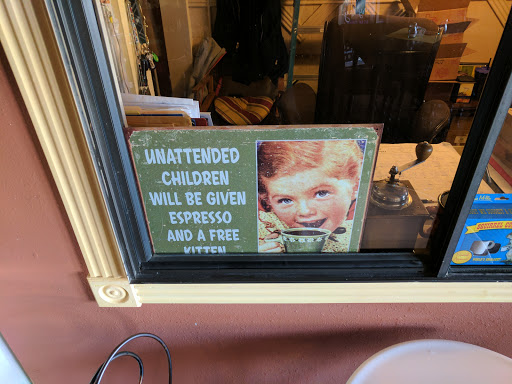 UNATTENDED
CHILDREN
WILL BE GIVEN
ESPRESSO
AND A FREE
KITTEN